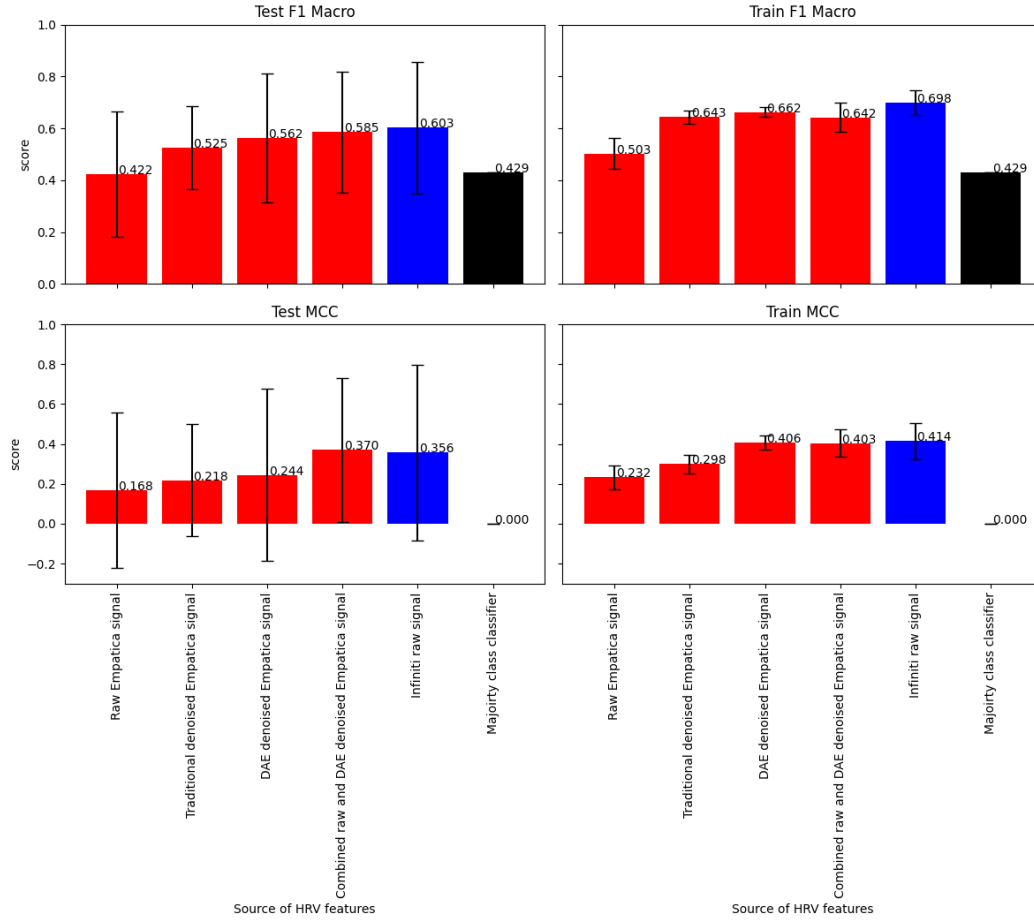 Test F1 Macro
1.0
0.8
0.6
0.4
0.2
0.0
score
0.422
0.525
0.562
0.585
0.603
0.429
Train F1 Macro
0.503
0.643
0.662
0.642
0.698
0.429
Test MCC
1.0
0.8
0.6
0.4
0.2
0.0
−0.2
score
0.168
0.218
0.244
0.370
0.356
0.000
Train MCC
0.232
0.298
0.406
0.403
0.414
0.000
Raw Empatica signal
Traditional denoised Empatica signal
DAE denoised Empatica signal
Combined raw and DAE denoised Empatica signal
Infiniti raw signal
Majoirty class classifier
Source of HRV features
Raw Empatica signal
Traditional denoised Empatica signal
DAE denoised Empatica signal
Combined raw and DAE denoised Empatica signal
Infiniti raw signal
Majoirty class classifier
Source of HRV features